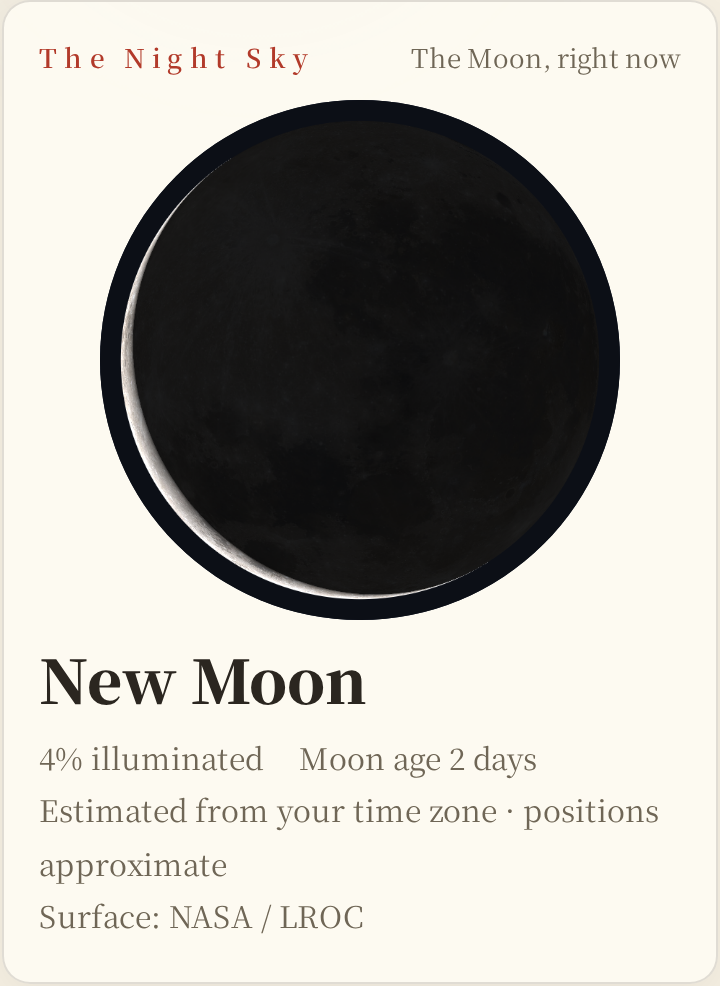 The Night Sky
The Moon, right now
New Moon
4% illuminated Moon age 2 days
Estimated from your time zone · positions
approximate
Surface: NASA / LROC